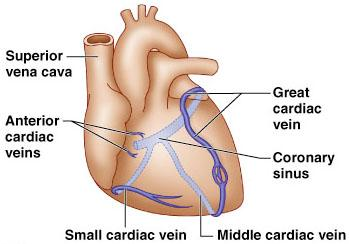 Superior
vena cava
Anterior
cardiac
veins
Great
cardiac
vein
Coronary
sinus
Small cardiac vein
Middle cardiac vein